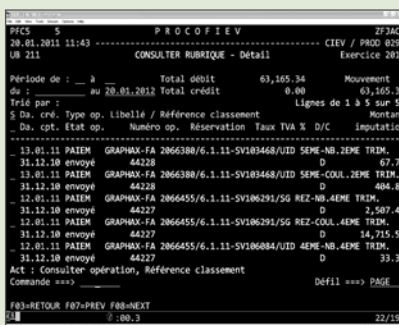 PFCS 5 P R O C O F I E V ZFJAC
20.01.2011 11:43 ---------------------------------------- CIEV / PROD 029
UB 211 CONSULTER RUBRIQUE - Détail Exercice 201
Période de : __ à __ Total débit 63,165.34 Mouvement
du : ________ au 20.01.2012 Total crédit 0.00 63,165.3
Trié par : Lignes de 1 à 5 sur 5
S Da. cré. Type op. Libellé / Référence classement Montan
_ Da. cpt. Etat op. Numéro op. Réservation Taux TVA % D/C imputatio
_ 13.01.11 PAIEM GRAPHAX-FA 2066380/6.1.11-SV103468/UID 5EME-NB.2EME TRIM.
31.12.10 envoyé 44228 D 67.7
_ 13.01.11 PAIEM GRAPHAX-FA 2066380/6.1.11-SV103468/UID 5EME-COUL.2EME TRIM.
31.12.10 envoyé 44228 D 404.8
_ 12.01.11 PAIEM GRAPHAX-FA 2066455/6.1.11-SV106291/SG REZ-NB.4EME TRIM.
31.12.10 envoyé 44227 D 2,507.4
_ 12.01.11 PAIEM GRAPHAX-FA 2066455/6.1.11-SV106291/SG REZ-COUL.4EME TRIM.
31.12.10 envoyé 44227 D 14,715.5
_ 12.01.11 PAIEM GRAPHAX-FA 2066455/6.1.11-SV106084/UID 4EME-NB.4EME TRIM.
31.12.10 envoyé 44227 D 33.3
Act : Consulter opération, Référence classement
Commande ===> Défil ===> PAGE
F03=RETOUR F07=PREV F08=NEXT
:00.3 22/19